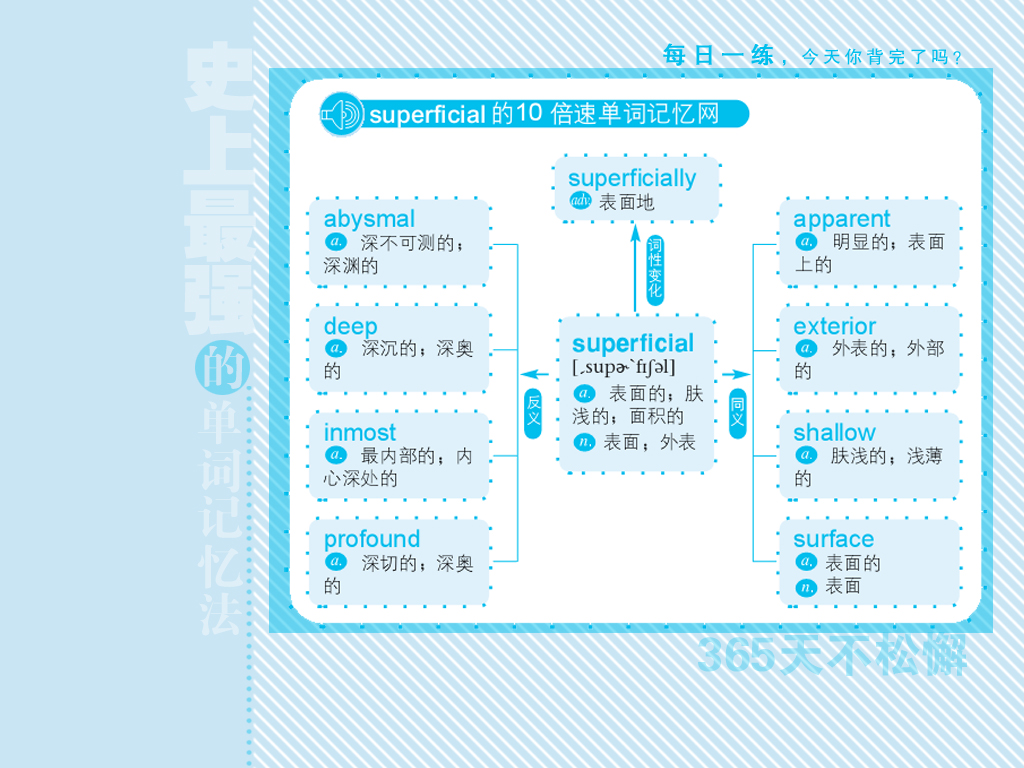 每日一练，今天你背完了吗？
史上最强的单词记忆法
superficial 的10 倍速单词记忆网
superficially
adv. 表面地
词性变化
abysmal
a. 深不可测的；
深渊的
deep
a. 深沉的；深奥
的
inmost
a. 最内部的；内
心深处的
profound
a. 深切的；深奥
的
反义
superficial
[ˏsupɚˋfɪʃəl]
a. 表面的；肤
浅的；面积的
n. 表面；外表
同义
apparent
a. 明显的；表面
上的
exterior
a. 外表的；外部
的
shallow
a. 肤浅的；浅薄
的
surface
a. 表面的
n. 表面
365天不松懈